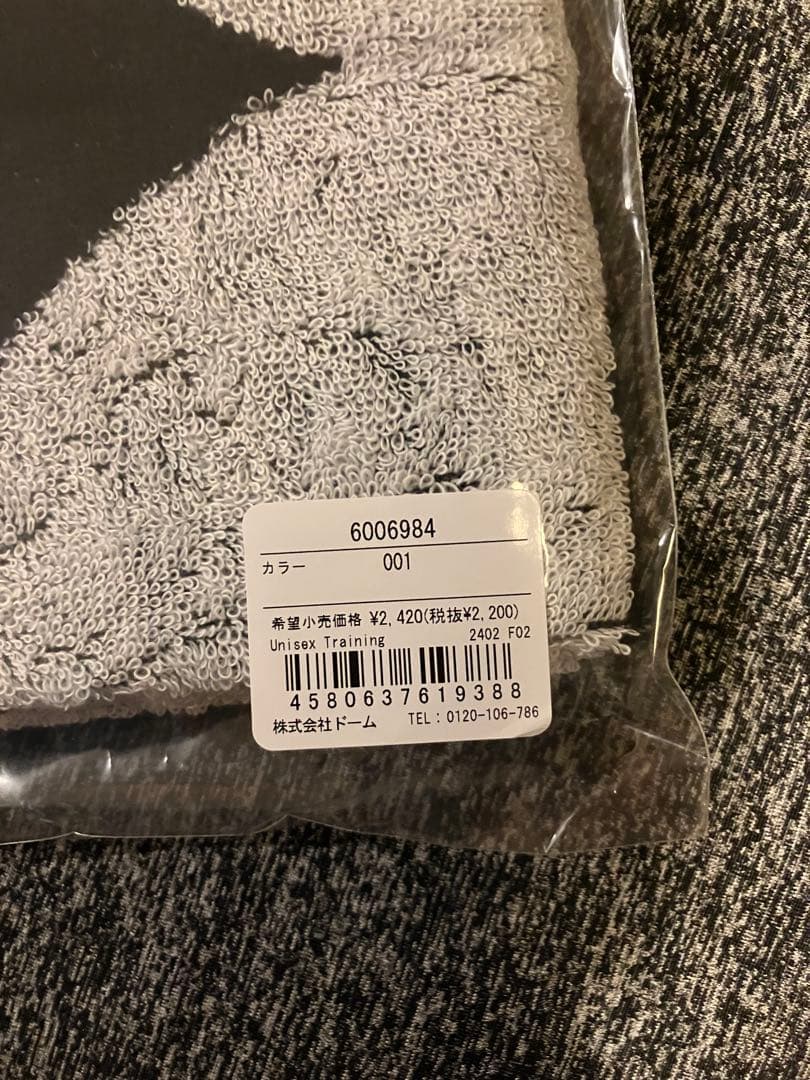 6006984
カラー 001
希望小売価格 ¥2,420(税抜¥2,200)
Unisex Training 2402 F02
4580637619388
株式会社ドーム TEL：0120-106-786